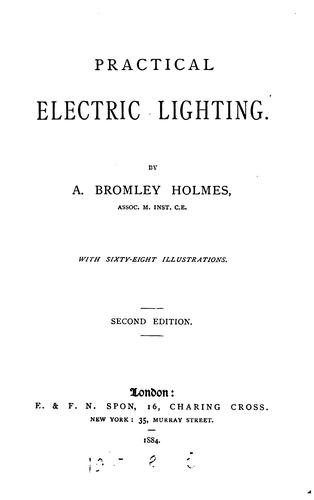 PRACTICAL
ELECTRIC LIGHTING.
BY
A. BROMLEY HOLMES,
ASSOC. M. INST. C.E.
WITH SIXTY-EIGHT ILLUSTRATIONS.
SECOND EDITION.
London:
E. & F. N. SPON, 16, CHARING CROSS.
NEW YORK: 35, MURRAY STREET.
1884.